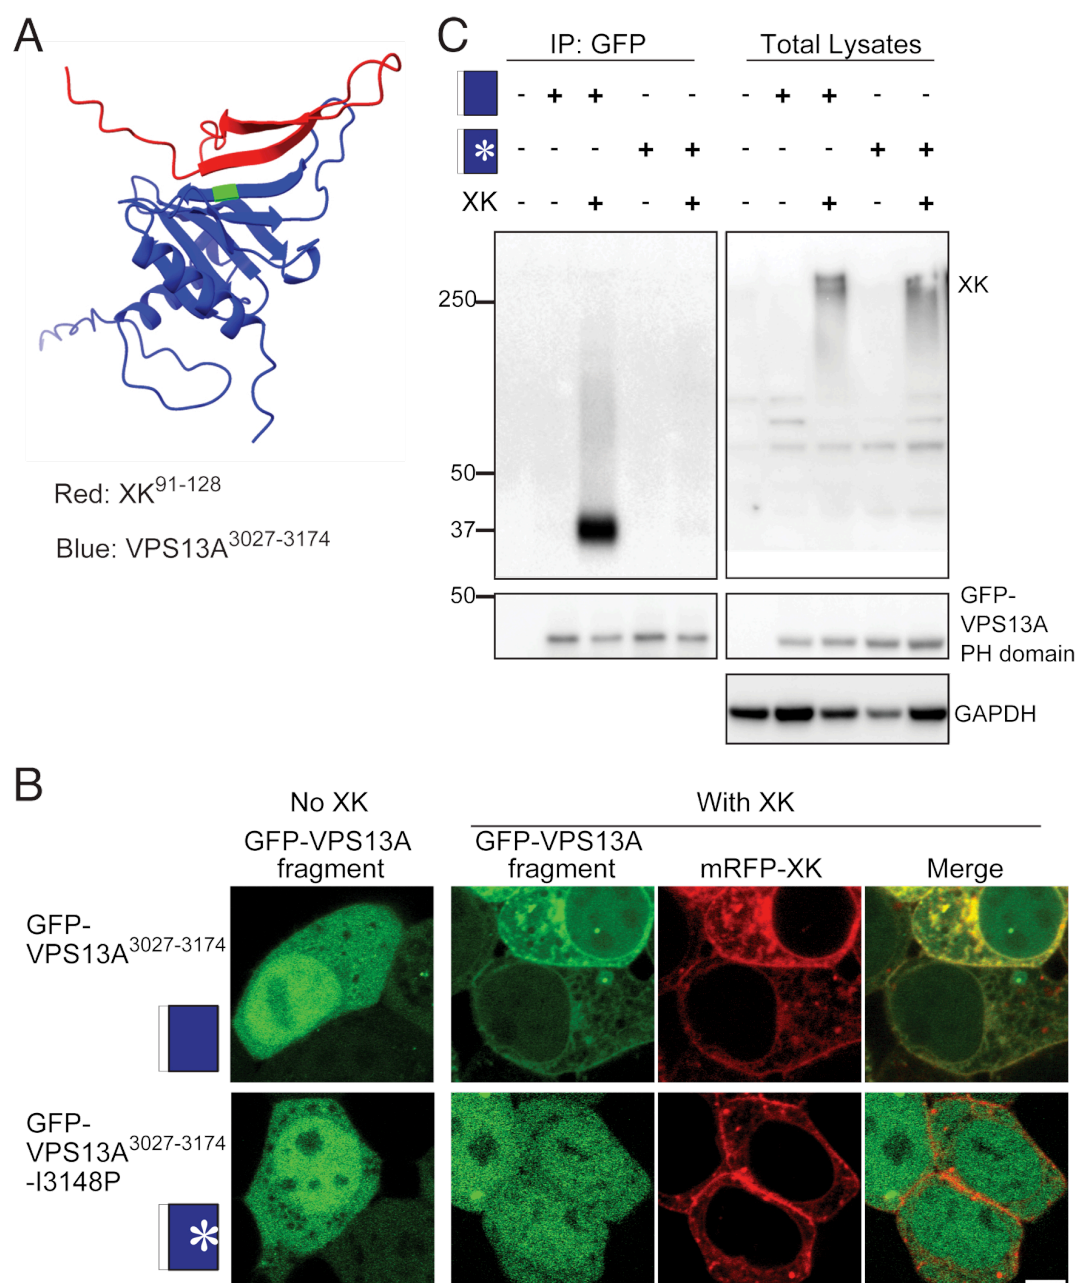 A
Red: XK91-128
Blue: VPS13A3027-3174
C
IP: GFP
Total Lysates
- + + - - - + + - -
* - - - + + - - - + +
XK - - + - + - - + - +
250
50
37
XK
50
GFP-
VPS13A
PH domain
GAPDH
B
No XK
With XK
GFP-VPS13A
fragment
GFP-VPS13A
fragment
mRFP-XK
Merge
GFP-
VPS13A3027-3174
GFP-
VPS13A3027-3174
-I3148P
*